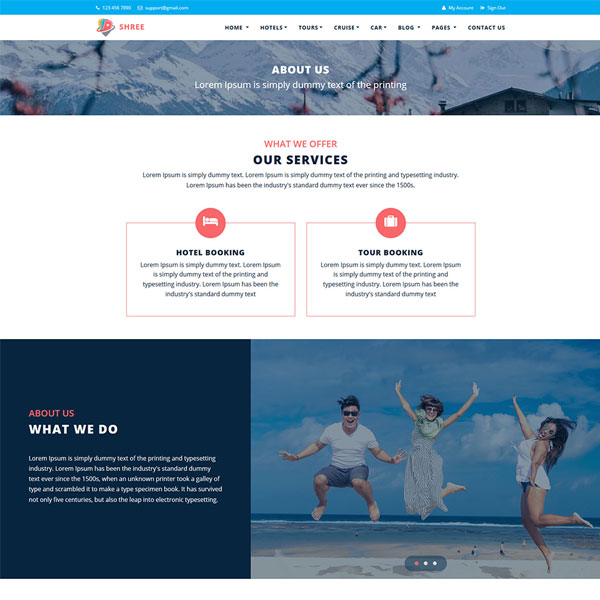 123 456 7890 support@gmail.com My Account Sign Out
SHREE HOME HOTELS TOURS CRUISE CAR BLOG PAGES CONTACT US
ABOUT US
Lorem Ipsum is simply dummy text of the printing
WHAT WE OFFER
OUR SERVICES
Lorem Ipsum is simply dummy text. Lorem Ipsum is simply dummy text of the printing and typesetting industry.
Lorem Ipsum has been the industry's standard dummy text ever since the 1500s.
HOTEL BOOKING
Lorem Ipsum is simply dummy text. Lorem Ipsum
is simply dummy text of the printing and
typesetting industry. Lorem Ipsum has been the
industry's standard dummy text
TOUR BOOKING
Lorem Ipsum is simply dummy text. Lorem Ipsum
is simply dummy text of the printing and
typesetting industry. Lorem Ipsum has been the
industry's standard dummy text
ABOUT US
WHAT WE DO
Lorem Ipsum is simply dummy text of the printing and typesetting
industry. Lorem Ipsum has been the industry's standard dummy text
ever since the 1500s, when an unknown printer took a galley of
type and scrambled it to make a type specimen book. It has survived
not only five centuries, but also the leap into electronic typesetting.